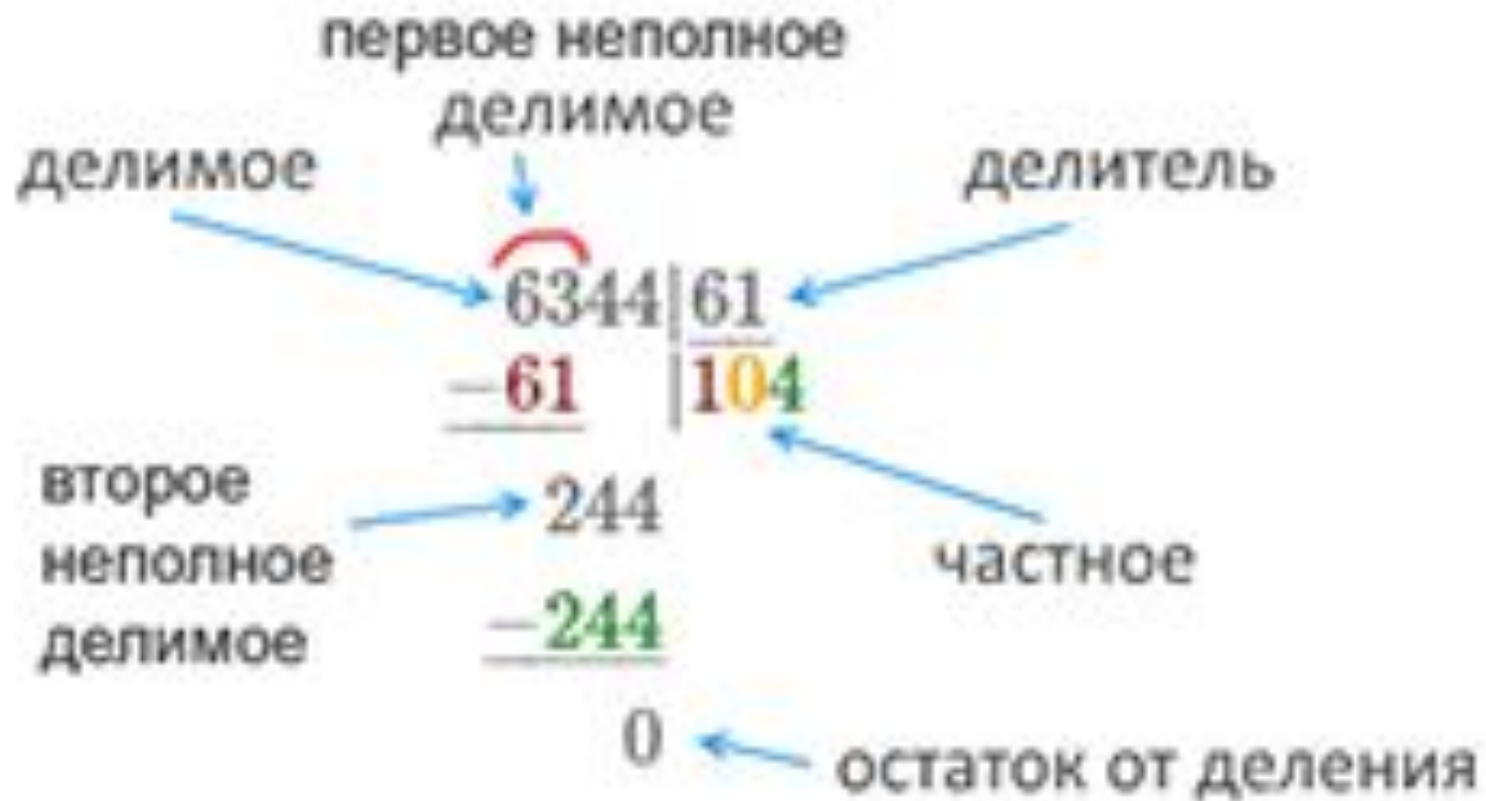 первое неполное
делимое
делимое
делитель
6344 61
–61 104
второе
неполное
делимое
244
частное
–244
0
остаток от деления